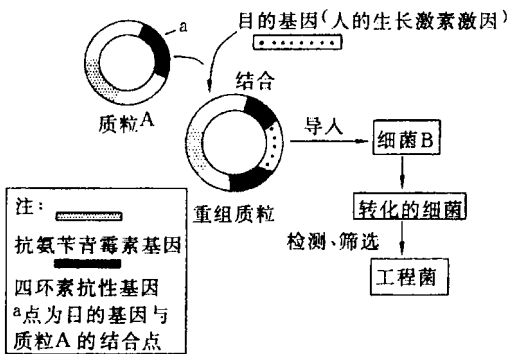 a
目的基因(人的生长激素激因)
结合
质粒A
导入
细菌B
重组质粒
转化的细菌
检测、筛选
工程菌
注:
抗氨苄青霉素基因
四环素抗性基因
a点为目的基因与
质粒A的结合点